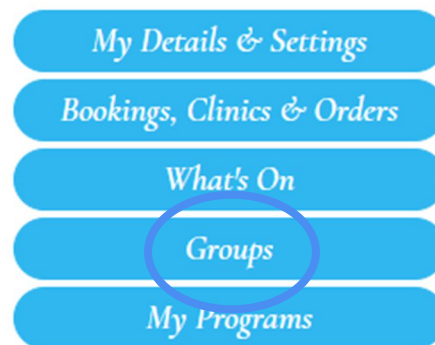 My Details & Settings
Bookings, Clinics & Orders
What's On
Groups
My Programs